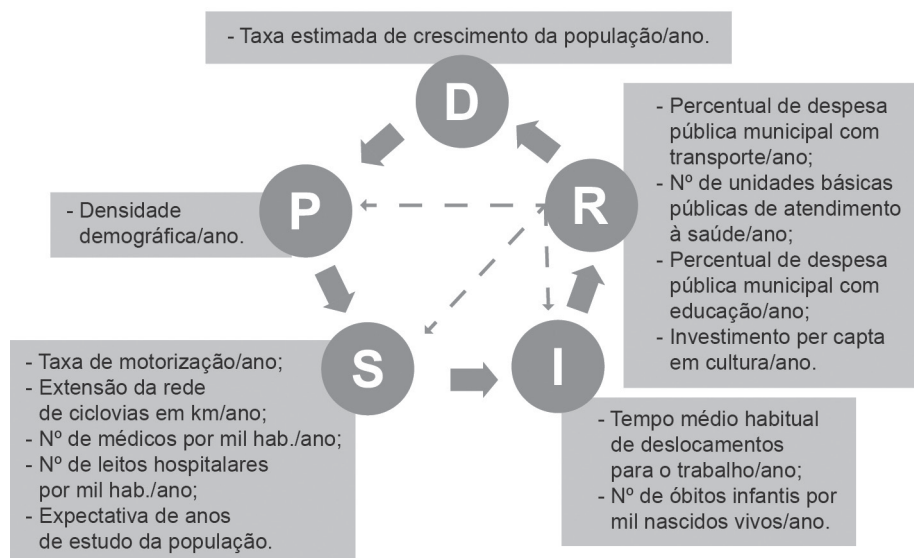 - Taxa estimada de crescimento da população/ano.
D
- Percentual de despesa
pública municipal com
transporte/ano;
- Nº de unidades básicas
públicas de atendimento
à saúde/ano;
- Percentual de despesa
pública municipal com
educação/ano;
- Investimento per capta
em cultura/ano.
R
P
- Densidade
demográfica/ano.
S
- Taxa de motorização/ano;
- Extensão da rede
de ciclovias em km/ano;
- Nº de médicos por mil hab./ano;
- Nº de leitos hospitalares
por mil hab./ano;
- Expectativa de anos
de estudo da população.
I
- Tempo médio habitual
de deslocamentos
para o trabalho/ano;
- Nº de óbitos infantis por
mil nascidos vivos/ano.